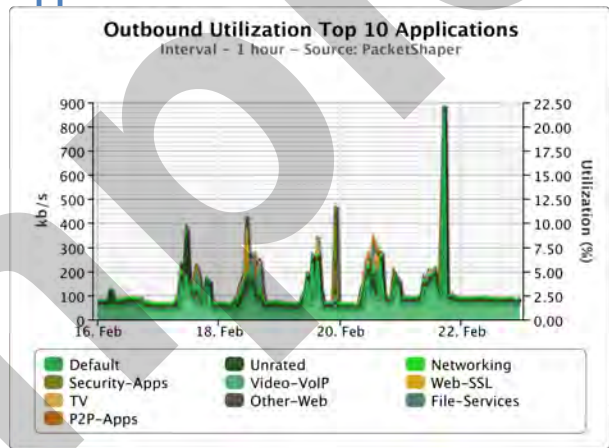 Outbound Utilization Top 10 Applications
Interval - 1 hour - Source: PacketShaper
900
800
700
600
500
400
300
200
100
0
kb/s
22.50
20.00
17.50
15.00
12.50
10.00
7.50
5.00
2.50
0.00
Utilization (%)
16. Feb 18. Feb 20. Feb 22. Feb
Default Unrated Networking
Security-Apps Video-VoIP Web-SSL
TV Other-Web File-Services
P2P-Apps